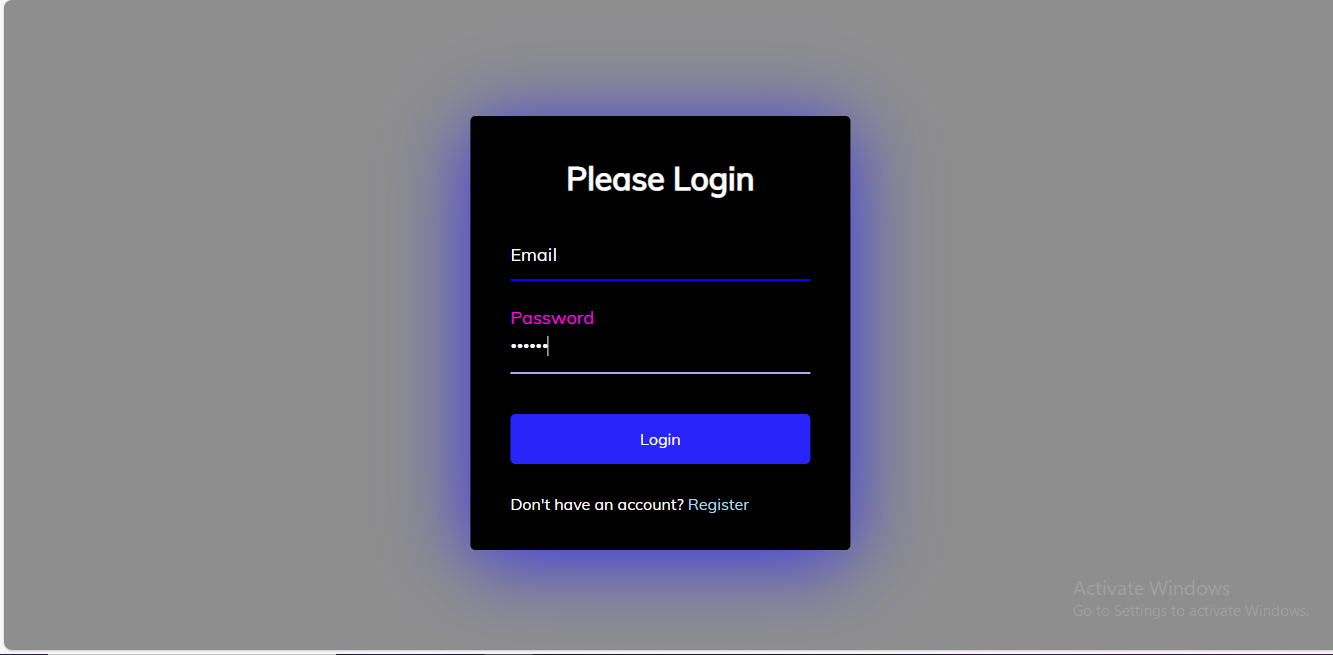 Please Login
Email
Password
••••••
Login
Don't have an account? Register
Activate Windows
Go to Settings to activate Windows.